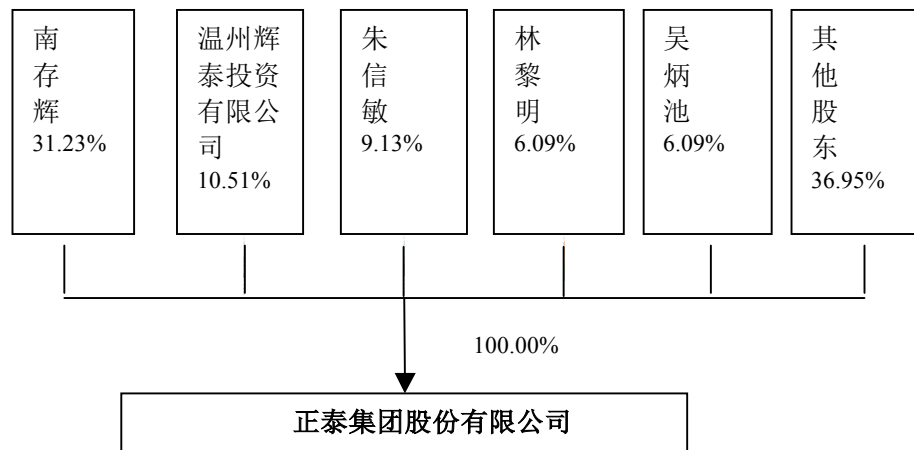 南
存
辉
31.23%
温州辉
泰投资
有限公
司
10.51%
朱
信
敏
9.13%
林
黎
明
6.09%
吴
炳
池
6.09%
其
他
股
东
36.95%
100.00%
正泰集团股份有限公司